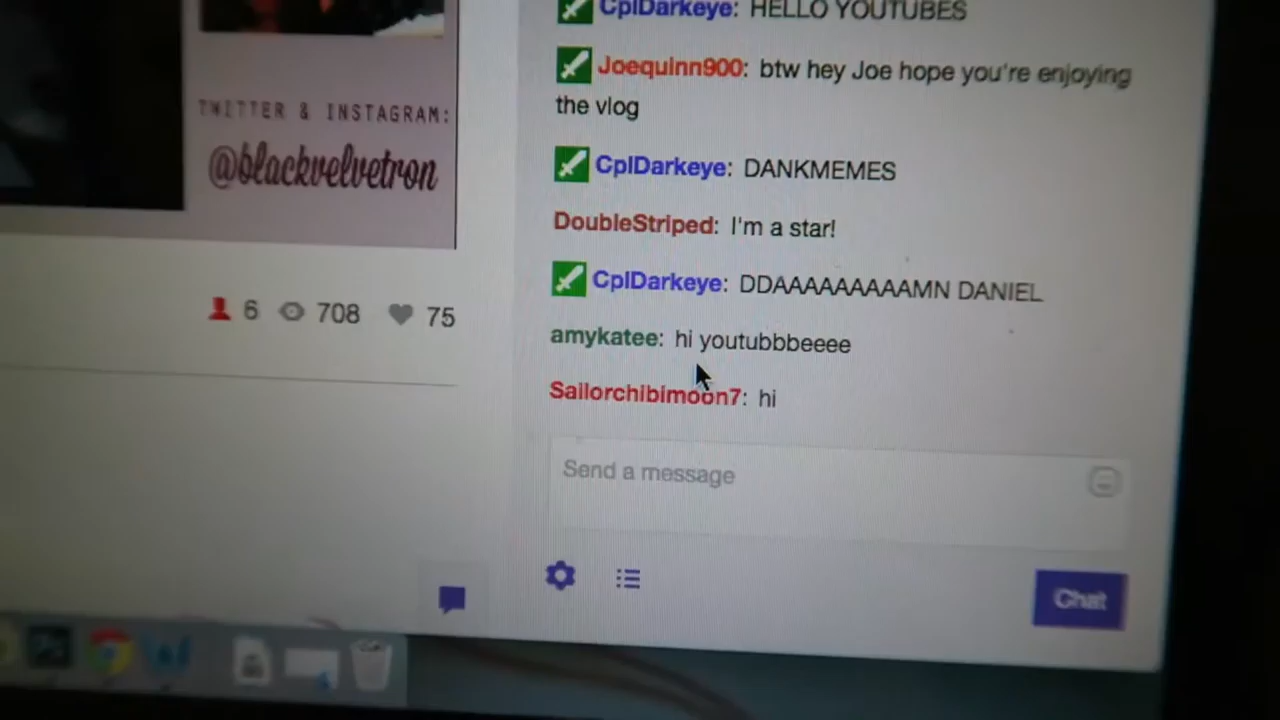 CplDarkeye: HELLO YOUTUBES
Joequinn900: btw hey Joe hope you're enjoying
the vlog
TWITTER & INSTAGRAM:
@blackvelvetron
CplDarkeye: DANKMEMES
DoubleStriped: I'm a star!
CplDarkeye: DDAAAAAAAAAMN DANIEL
6 708 75
amykatee: hi youtubbbeeee
Sailorchibimoon7: hi
Send a message
Chat